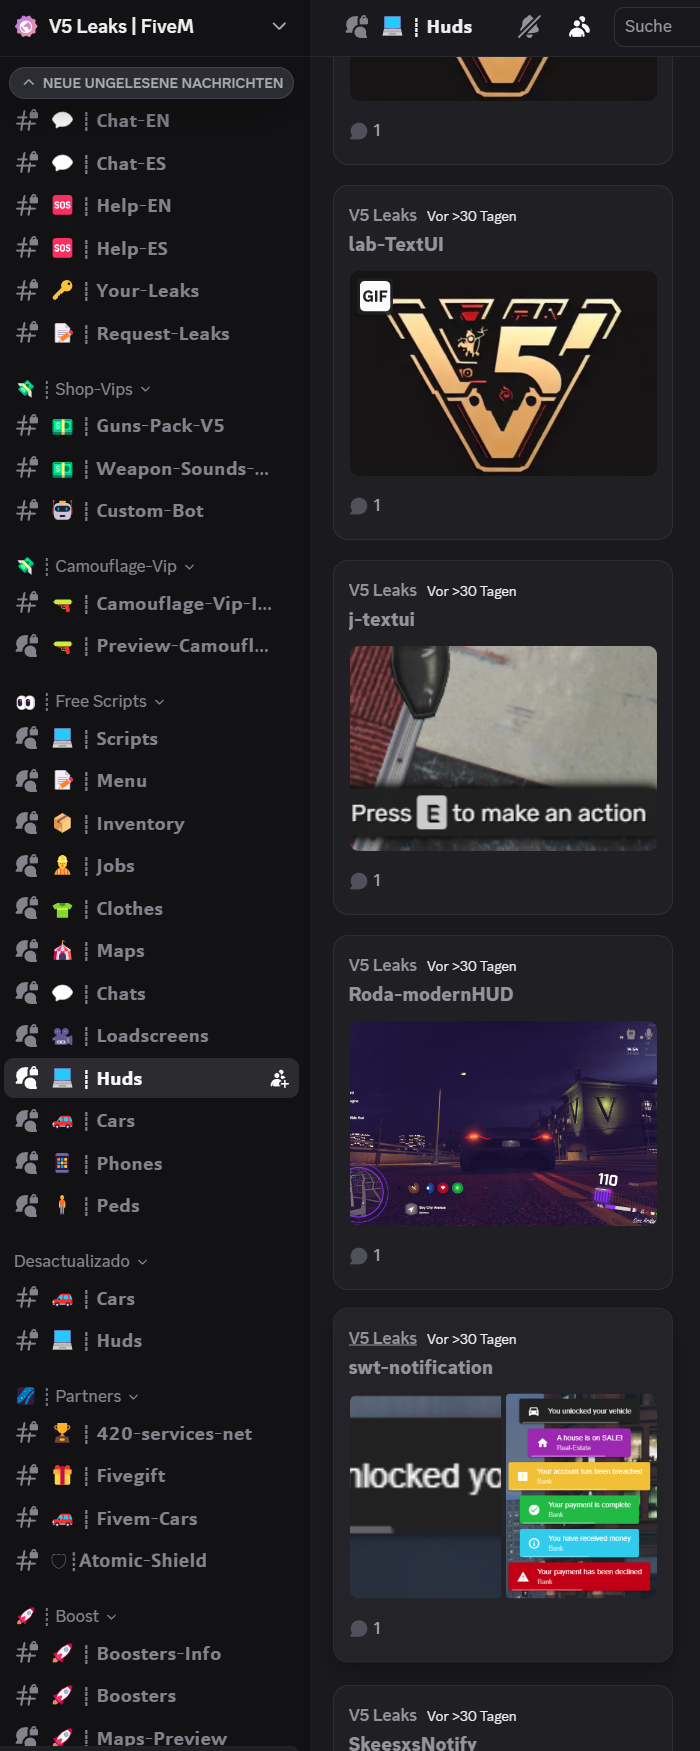 V5 Leaks | FiveM
NEUE UNGELESENE NACHRICHTEN
Chat-EN
Chat-ES
SOS Help-EN
SOS Help-ES
Your-Leaks
Request-Leaks
Shop-Vips
Guns-Pack-V5
Weapon-Sounds-...
Custom-Bot
Camouflage-Vip
Camouflage-Vip-I...
Preview-Camoufl...
Free Scripts
Scripts
Menu
Inventory
Jobs
Clothes
Maps
Chats
Loadscreens
Huds
Cars
Phones
Peds
Desactualizado
Cars
Huds
Partners
420-services-net
Fivegift
Fivem-Cars
Atomic-Shield
Boost
Boosters-Info
Boosters
Maps-Preview
Huds
Suche
1
V5 Leaks Vor >30 Tagen
lab-TextUI
GIF
V5
1
V5 Leaks Vor >30 Tagen
j-textui
Press E to make an action
1
V5 Leaks Vor >30 Tagen
Roda-modernHUD
V
110
1
V5 Leaks Vor >30 Tagen
swt-notification
nlocked yo
You unlocked your vehicle
A house is on SALE!
Real-Estate
Your account has been breached
Bank
Your payment is complete
Bank
You have received money
Bank
Your payment has been declined
Bank
1
V5 Leaks Vor >30 Tagen
SkeesxsNotify